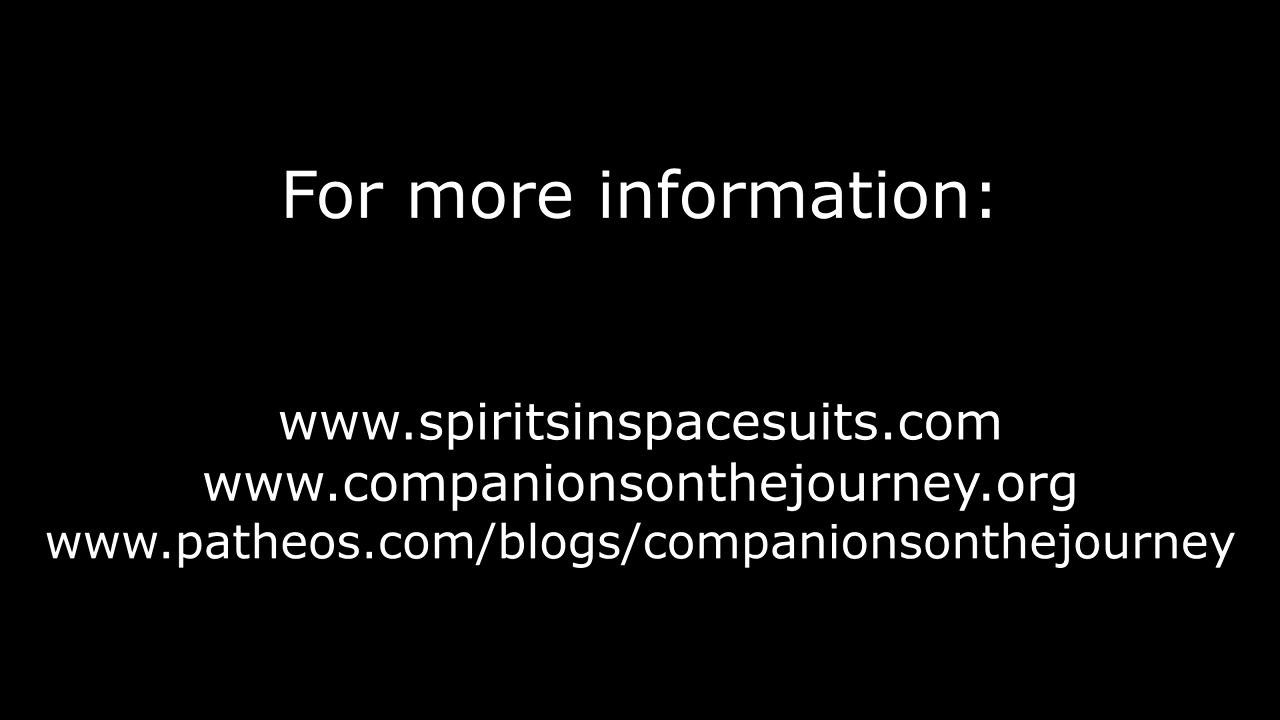 For more information:
www.spiritsinspacesuits.com
www.companionsonthejourney.org
www.patheos.com/blogs/companionsonthejourney